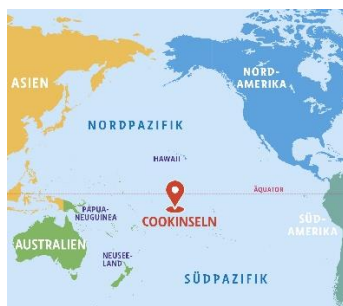 ASIEN
NORD-
AMERIKA
NORDPAZIFIK
HAWAII
ÄQUATOR
PAPUA-
NEUGUINEA
COOKINSELN
SÜD-
AMERIKA
AUSTRALIEN
NEUSEE-
LAND
SÜDPAZIFIK